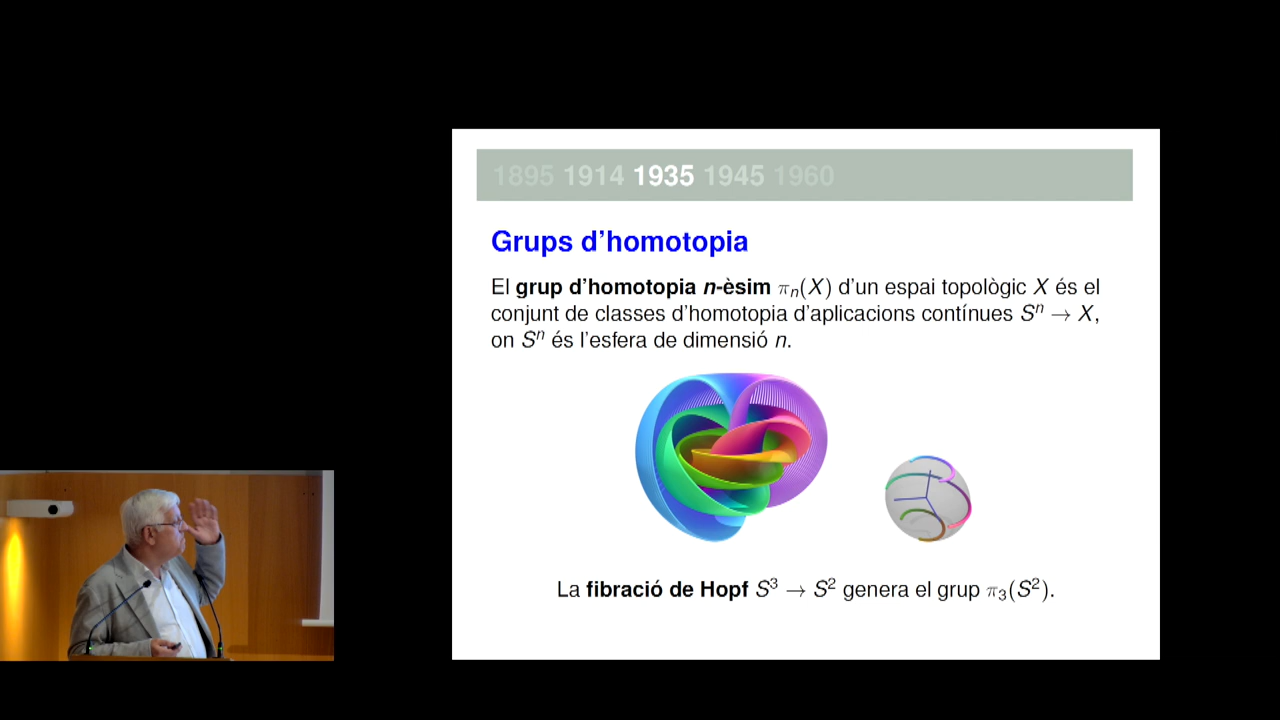 1895 1914 1935 1945 1960
Grups d'homotopia
El grup d'homotopia n-èsim πₙ(X) d'un espai topològic X és el
conjunt de classes d'homotopia d'aplicacions contínues Sⁿ → X,
on Sⁿ és l'esfera de dimensió n.
La fibració de Hopf S³ → S² genera el grup π₃(S²).